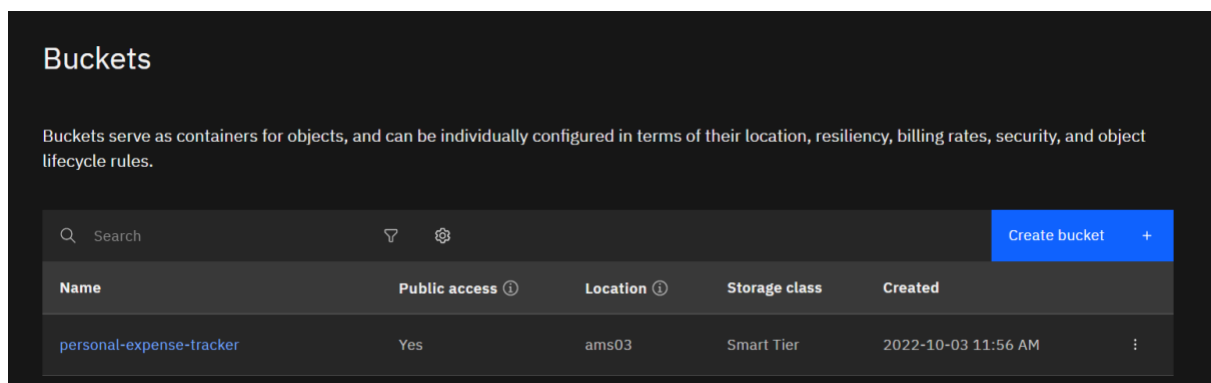 Buckets
Buckets serve as containers for objects, and can be individually configured in terms of their location, resiliency, billing rates, security, and object
lifecycle rules.
Search Create bucket +
Name Public access Location Storage class Created
personal-expense-tracker Yes ams03 Smart Tier 2022-10-03 11:56 AM